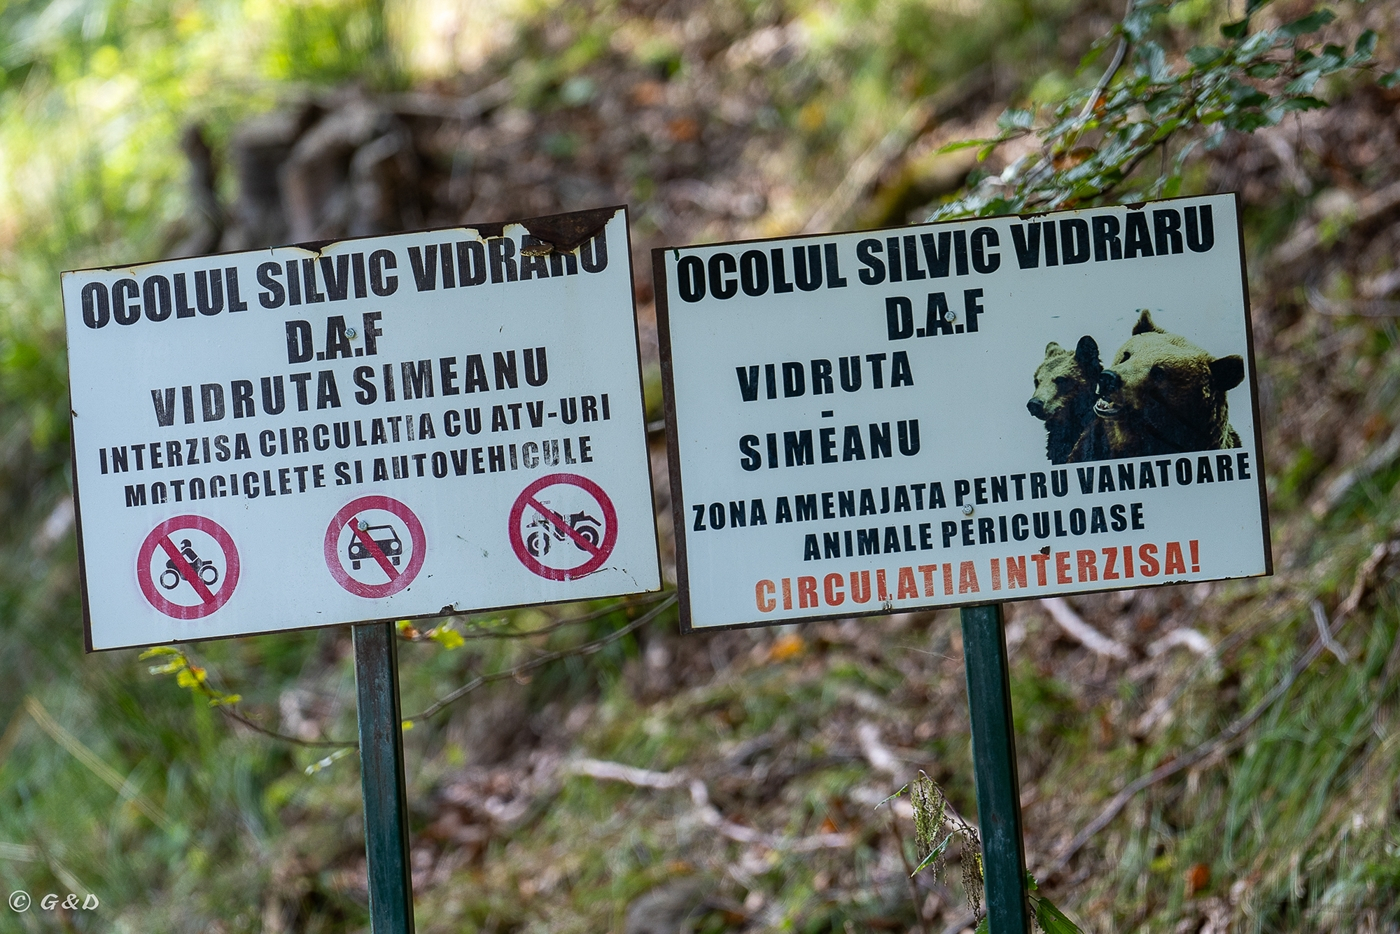 OCOLUL SILVIC VIDRARU
D.A.F
VIDRUTA SIMEANU
INTERZISA CIRCULATIA CU ATV-URI
MOTOCICLETE SI AUTOVEHICULE
OCOLUL SILVIC VIDRARU
D.A.F
VIDRUTA
-
SIMEANU
ZONA AMENAJATA PENTRU VANATOARE
ANIMALE PERICULOASE
CIRCULATIA INTERZISA!
© G&D